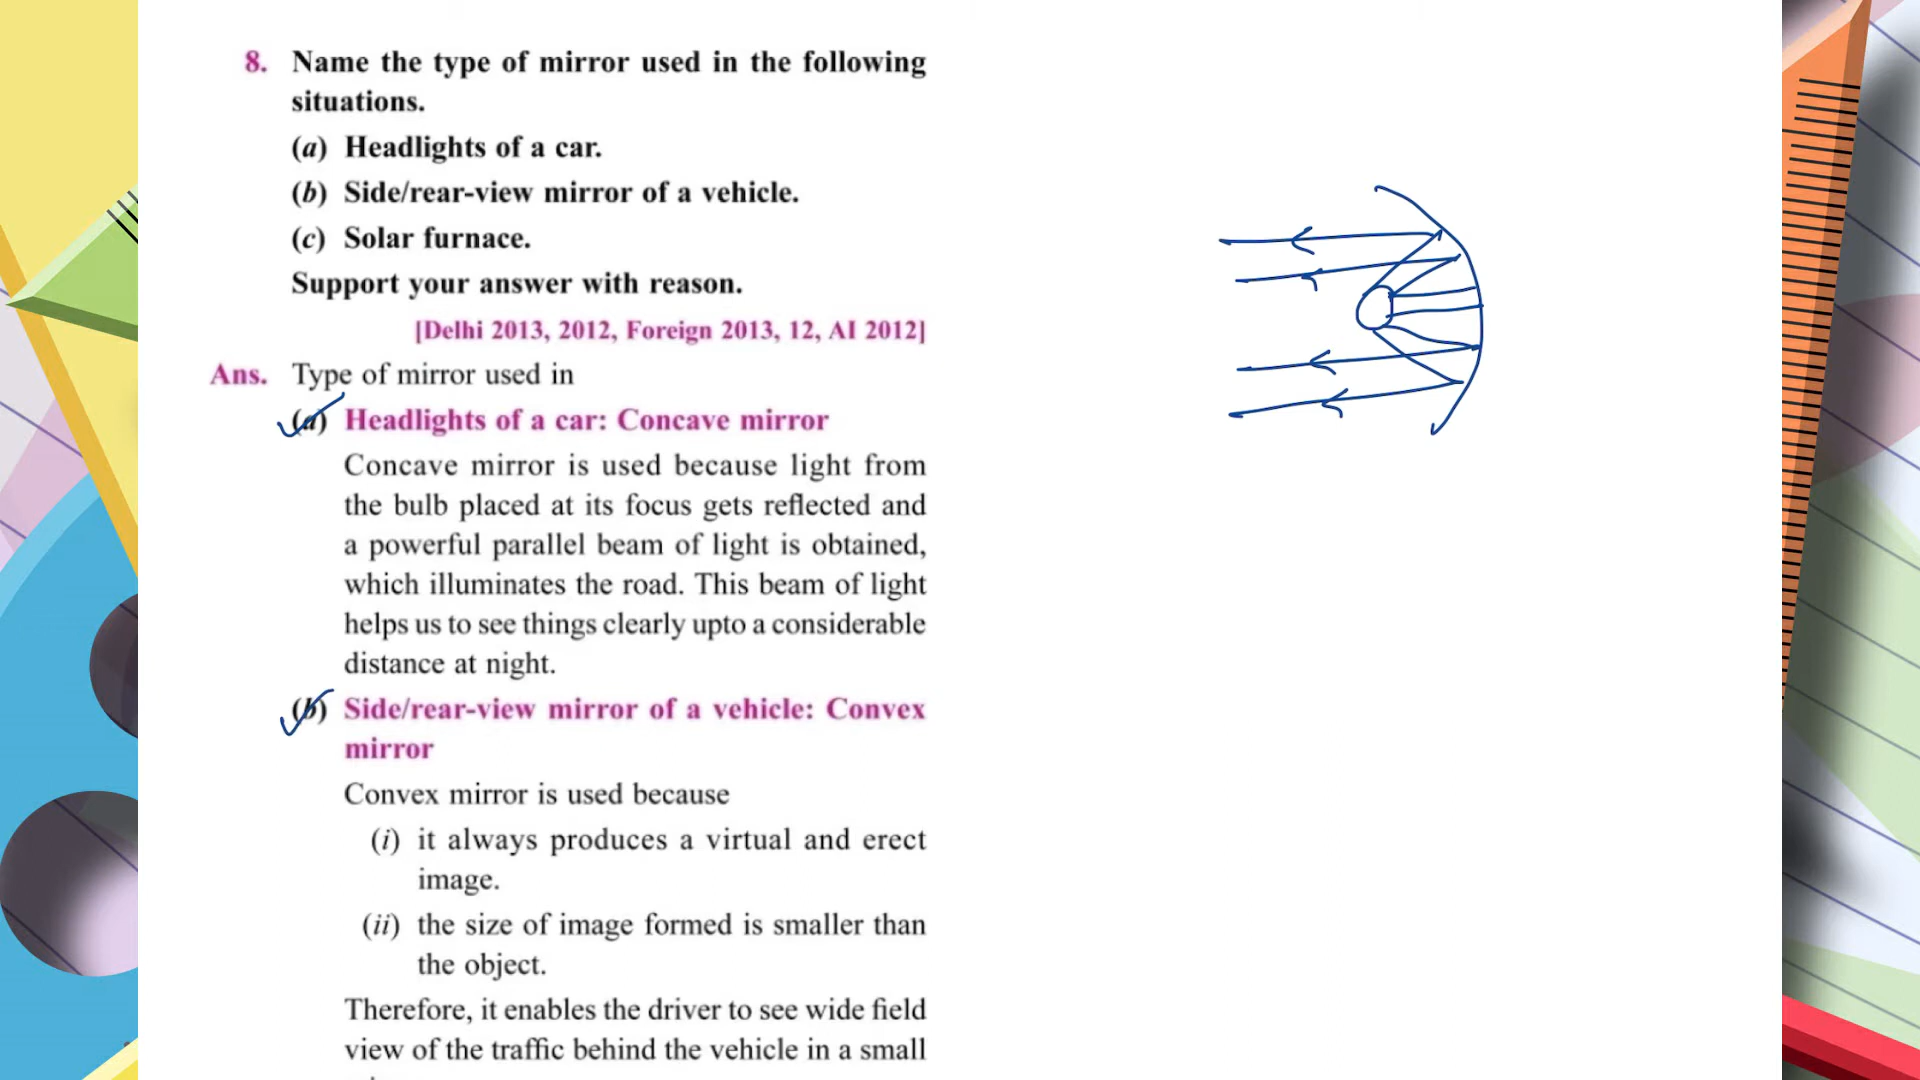 8. Name the type of mirror used in the following
situations.
(a) Headlights of a car.
(b) Side/rear-view mirror of a vehicle.
(c) Solar furnace.
Support your answer with reason.
[Delhi 2013, 2012, Foreign 2013, 12, AI 2012]
Ans. Type of mirror used in
(a) Headlights of a car: Concave mirror
Concave mirror is used because light from
the bulb placed at its focus gets reflected and
a powerful parallel beam of light is obtained,
which illuminates the road. This beam of light
helps us to see things clearly upto a considerable
distance at night.
(b) Side/rear-view mirror of a vehicle: Convex
mirror
Convex mirror is used because
(i) it always produces a virtual and erect
image.
(ii) the size of image formed is smaller than
the object.
Therefore, it enables the driver to see wide field
view of the traffic behind the vehicle in a small